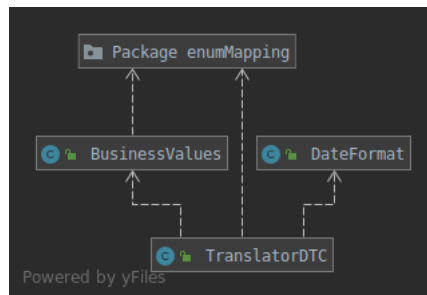 Package enumMapping
BusinessValues
DateFormat
TranslatorDTC
Powered by yFiles